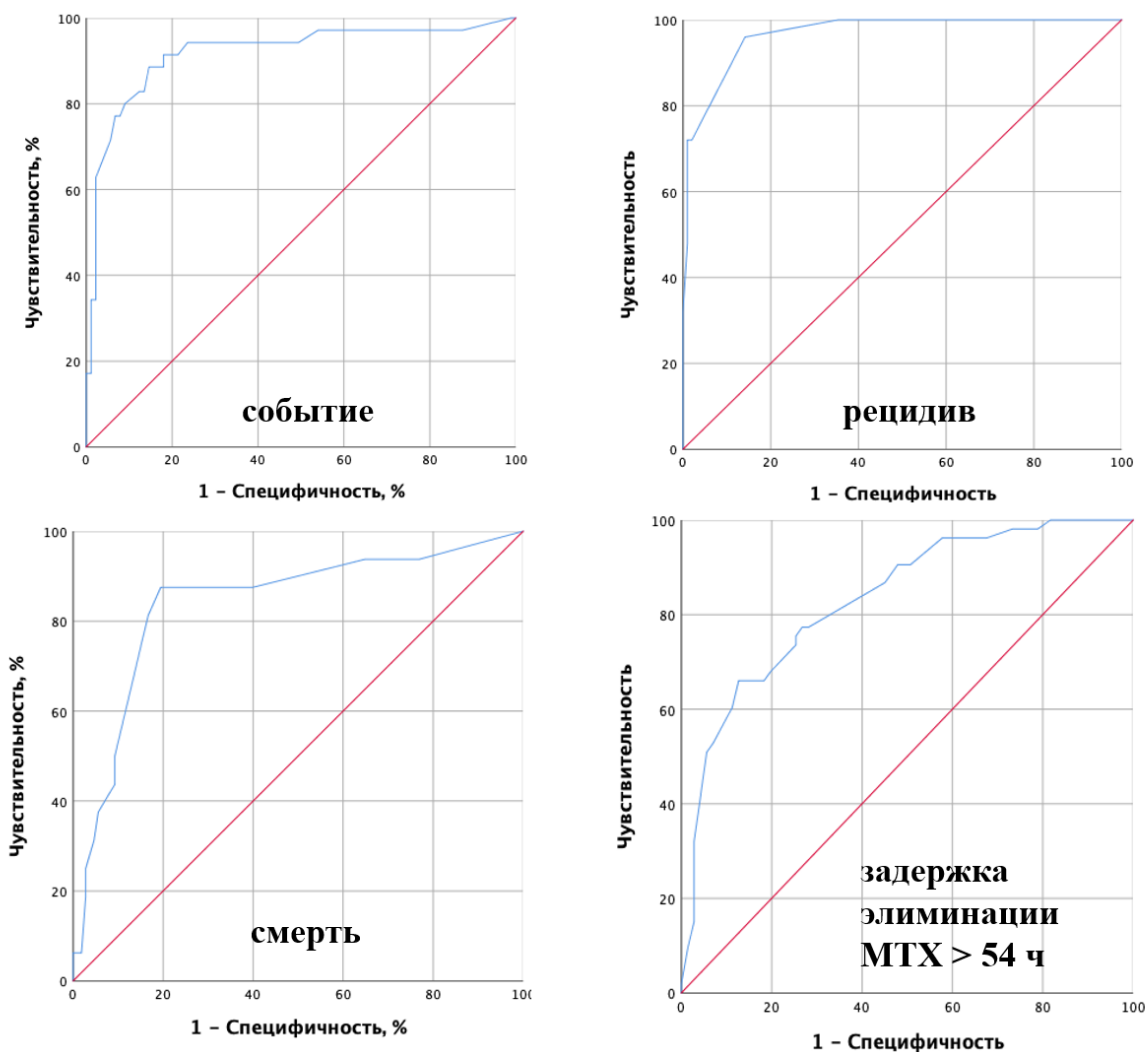 Чувствительность, %
100
80
60
40
20
0
событие
0 20 40 60 80 100
1 – Специфичность, %
Чувствительность
100
80
60
40
20
0
рецидив
0 20 40 60 80 100
1 – Специфичность
Чувствительность, %
100
80
60
40
20
0
смерть
0 20 40 60 80 100
1 – Специфичность, %
Чувствительность
100
80
60
40
20
0
задержка
элиминации
МТХ > 54 ч
0 20 40 60 80 100
1 – Специфичность